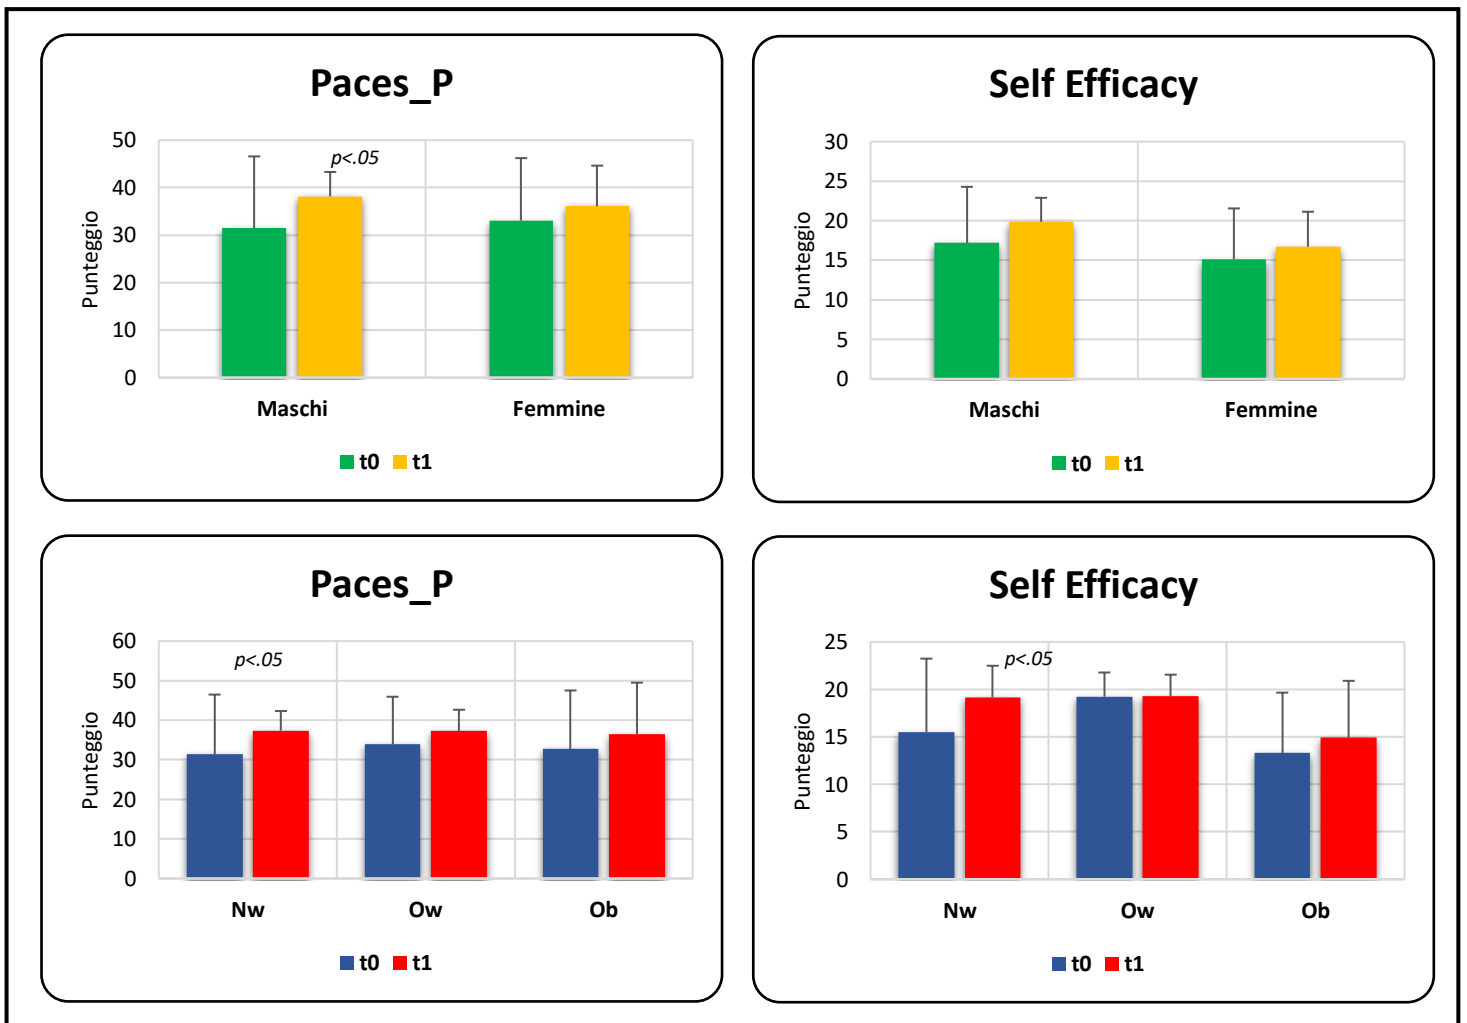 Paces_P
Punteggio
50
40
30
20
10
0
p<.05
Maschi
Femmine
t0 t1
Self Efficacy
Punteggio
30
25
20
15
10
5
0
Maschi
Femmine
t0 t1
Paces_P
Punteggio
60
50
40
30
20
10
0
p<.05
Nw
Ow
Ob
t0 t1
Self Efficacy
Punteggio
25
20
15
10
5
0
p<.05
Nw
Ow
Ob
t0 t1